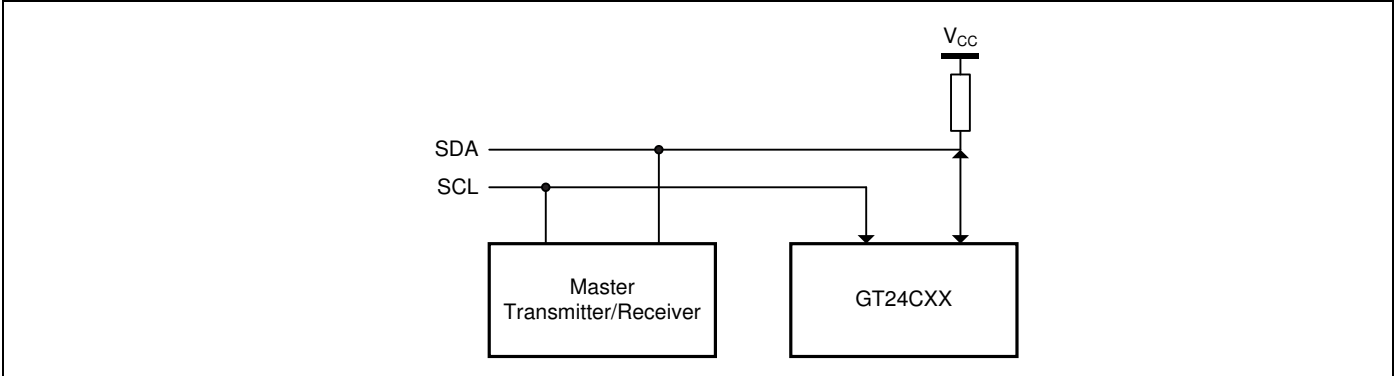 VCC
SDA
SCL
Master
Transmitter/Receiver
GT24CXX